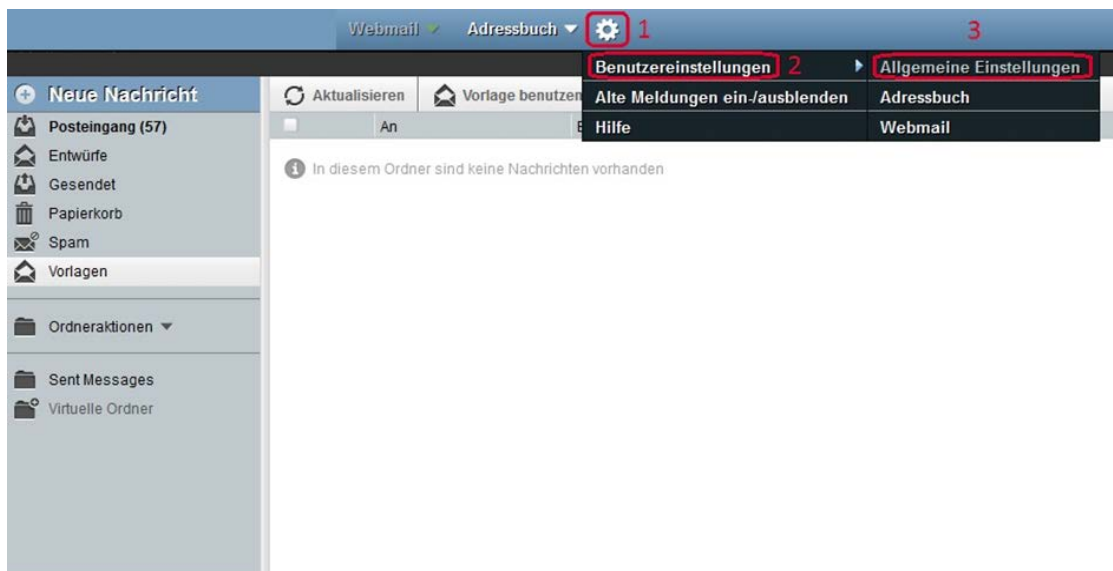 Webmail Adressbuch 1 3
Benutzereinstellungen 2 Allgemeine Einstellungen
Neue Nachricht Aktualisieren Vorlage benutzen Alte Meldungen ein-/ausblenden Adressbuch
Posteingang (57) An Hilfe Webmail
Entwürfe
In diesem Ordner sind keine Nachrichten vorhanden
Gesendet
Papierkorb
Spam
Vorlagen
Ordneraktionen
Sent Messages
Virtuelle Ordner